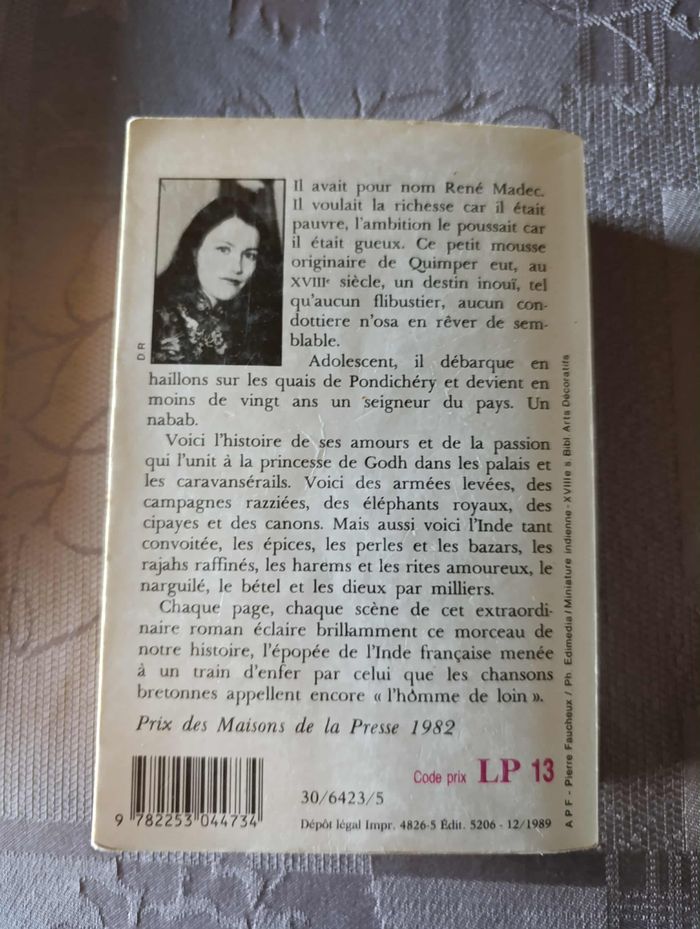 Il avait pour nom René Madec.
Il voulait la richesse car il était
pauvre, l'ambition le poussait car
il était gueux. Ce petit mousse
originaire de Quimper eut, au
XVIIIe siècle, un destin inouï, tel
qu'aucun flibustier, aucun con-
dottiere n'osa en rêver de sem-
blable.
D R
Adolescent, il débarque en
haillons sur les quais de Pondichéry et devient en
moins de vingt ans un seigneur du pays. Un
nabab.
Voici l'histoire de ses amours et de la passion
qui l'unit à la princesse de Godh dans les palais et
les caravansérails. Voici des armées levées, des
campagnes razziées, des éléphants royaux, des
cipayes et des canons. Mais aussi voici l'Inde tant
convoitée, les épices, les perles et les bazars, les
rajahs raffinés, les harems et les rites amoureux, le
narguilé, le bétel et les dieux par milliers.
Chaque page, chaque scène de cet extraordi-
naire roman éclaire brillamment ce morceau de
notre histoire, l'épopée de l'Inde française menée
à un train d'enfer par celui que les chansons
bretonnes appellent encore « l'homme de loin ».
Prix des Maisons de la Presse 1982
A P F - Pierre Faucheux / Ph Edimedia / Miniature indienne - XVIIIe s. Bibl Arts Décoratifs
Code prix LP 13
30/6423/5
9 782253 044734
Dépôt légal Impr. 4826-5 Édit. 5206 - 12/1989